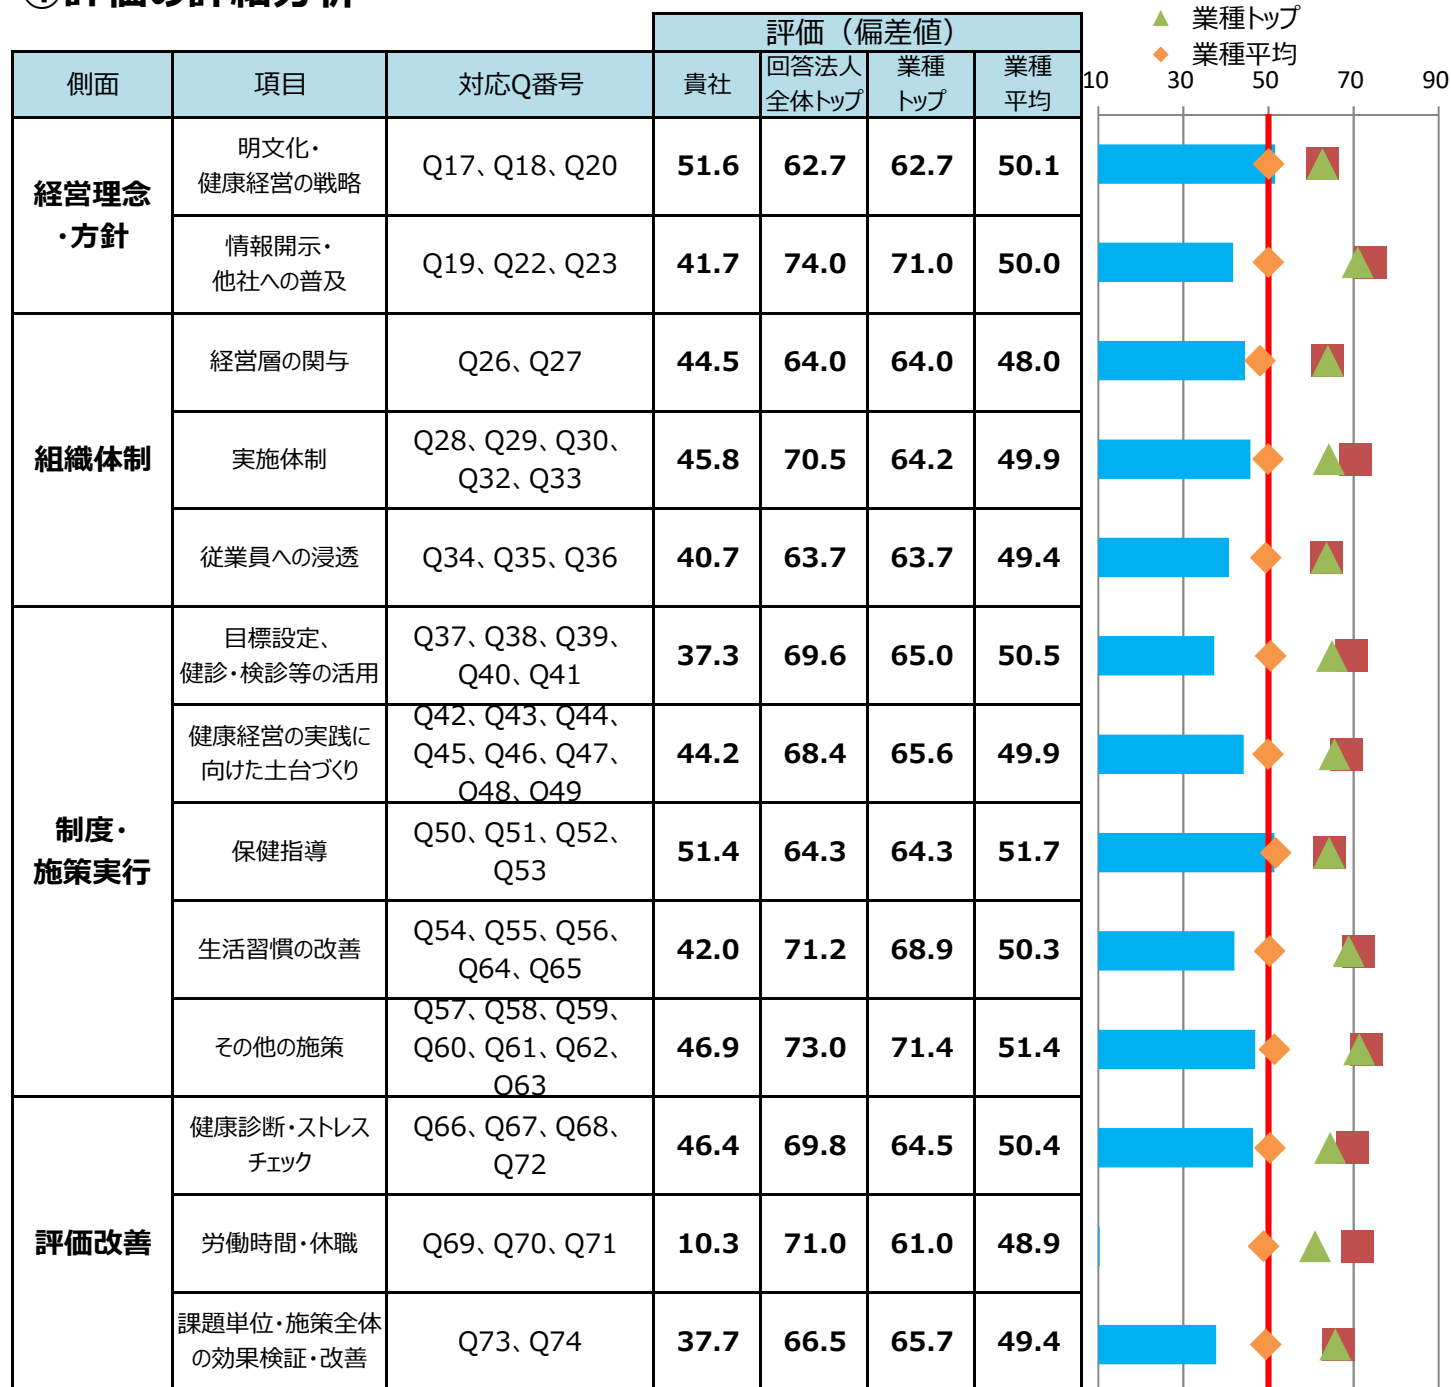 ①評価の詳細分析
▲ 業種トップ
◆ 業種平均
評価（偏差値）
側面 項目 対応Q番号 貴社 回答法人 業種 業種
全体トップ トップ 平均
10 30 50 70 90
経営理念
・方針
明文化・
健康経営の戦略
Q17、Q18、Q20 51.6 62.7 62.7 50.1
情報開示・
他社への普及
Q19、Q22、Q23 41.7 74.0 71.0 50.0
組織体制
経営層の関与 Q26、Q27 44.5 64.0 64.0 48.0
実施体制
Q28、Q29、Q30、
Q32、Q33
45.8 70.5 64.2 49.9
従業員への浸透 Q34、Q35、Q36 40.7 63.7 63.7 49.4
制度・
施策実行
目標設定、
健診・検診等の活用
Q37、Q38、Q39、
Q40、Q41
37.3 69.6 65.0 50.5
健康経営の実践に
向けた土台づくり
Q42、Q43、Q44、
Q45、Q46、Q47、
Q48、Q49
44.2 68.4 65.6 49.9
保健指導
Q50、Q51、Q52、
Q53
51.4 64.3 64.3 51.7
生活習慣の改善
Q54、Q55、Q56、
Q64、Q65
42.0 71.2 68.9 50.3
その他の施策
Q57、Q58、Q59、
Q60、Q61、Q62、
Q63
46.9 73.0 71.4 51.4
評価改善
健康診断・ストレス
チェック
Q66、Q67、Q68、
Q72
46.4 69.8 64.5 50.4
労働時間・休職 Q69、Q70、Q71 10.3 71.0 61.0 48.9
課題単位・施策全体
の効果検証・改善
Q73、Q74 37.7 66.5 65.7 49.4